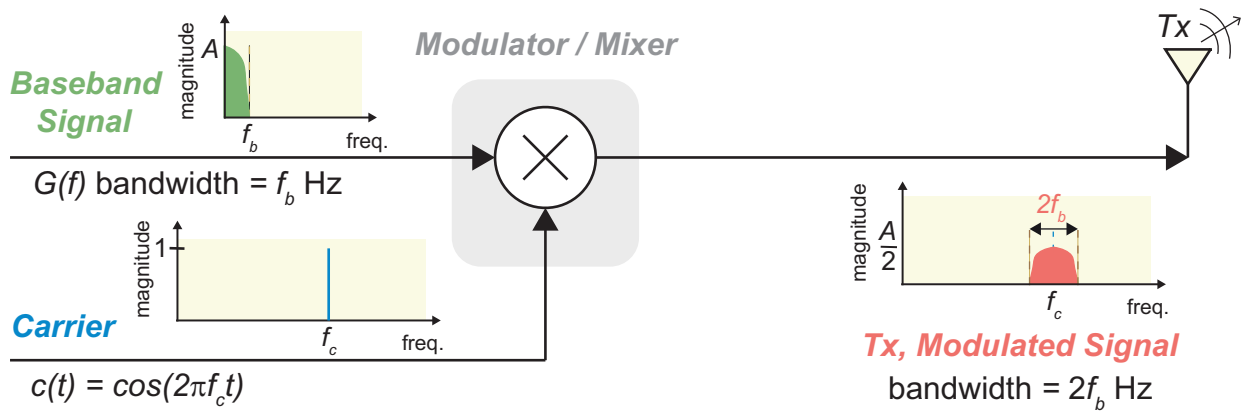 Modulator / Mixer
Tx
Baseband
Signal
magnitude
A
f_b
freq.
G(f) bandwidth = f_b Hz
magnitude
1
f_c
freq.
Carrier
c(t) = cos(2πf_ct)
magnitude
A/2
2f_b
f_c
freq.
Tx, Modulated Signal
bandwidth = 2f_b Hz